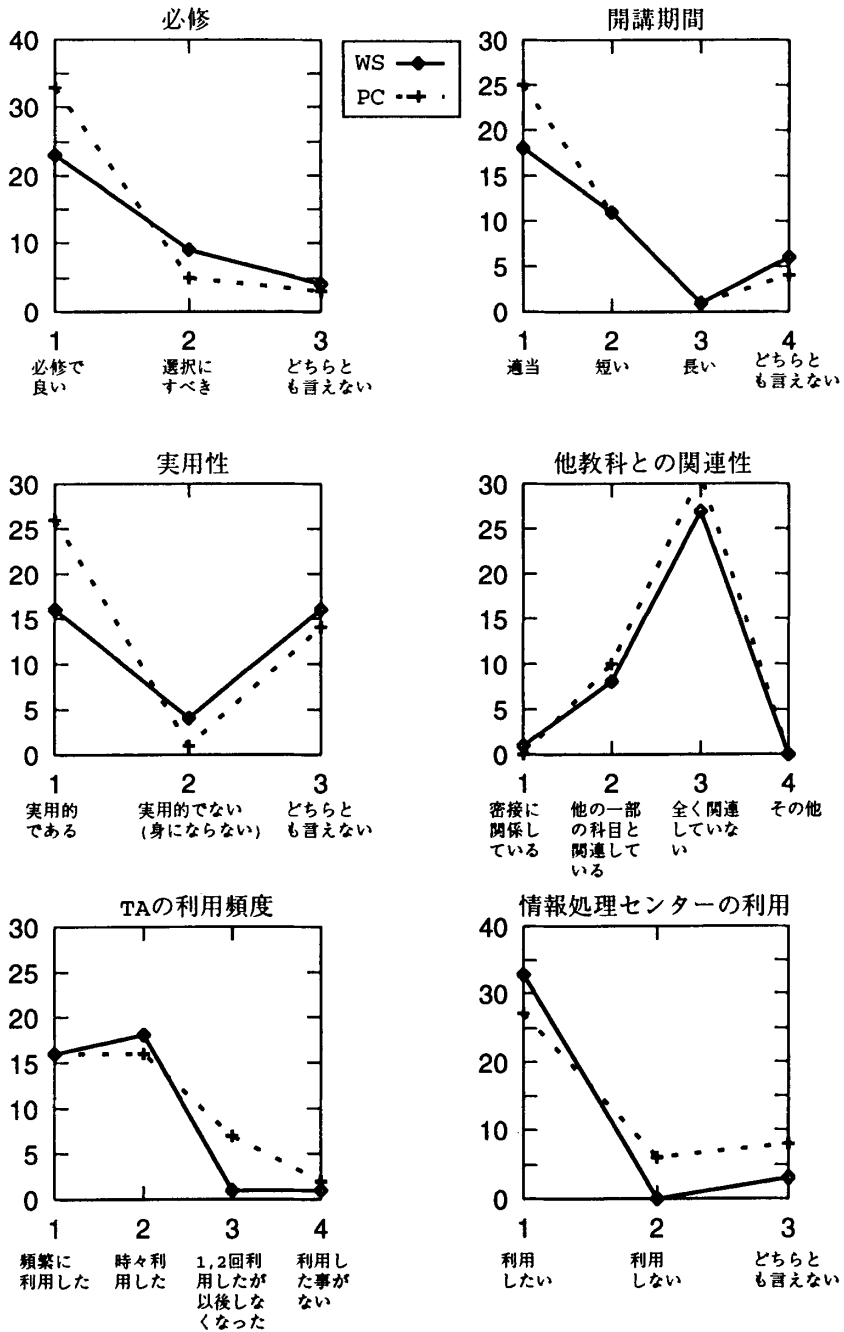 必修
40
30
20
10
0
1
2
3
必修で
良い
選択に
すべき
どちらと
も言えない
WS
PC
開講期間
30
25
20
15
10
5
0
1
2
3
4
適当
短い
長い
どちらと
も言えない
実用性
30
25
20
15
10
5
0
1
2
3
実用的
である
実用的でない
(身にならない)
どちらと
も言えない
他教科との関連性
30
25
20
15
10
5
0
1
2
3
4
密接に
関係し
ている
他の一部
の科目と
関連して
いる
全く関連
していな
い
その他
TAの利用頻度
30
25
20
15
10
5
0
1
2
3
4
頻繁に
利用した
時々利
用した
1,2回利
用したが
以後しな
くなった
利用し
た事が
ない
情報処理センターの利用
40
30
20
10
0
1
2
3
利用
したい
利用
しない
どちらと
も言えない